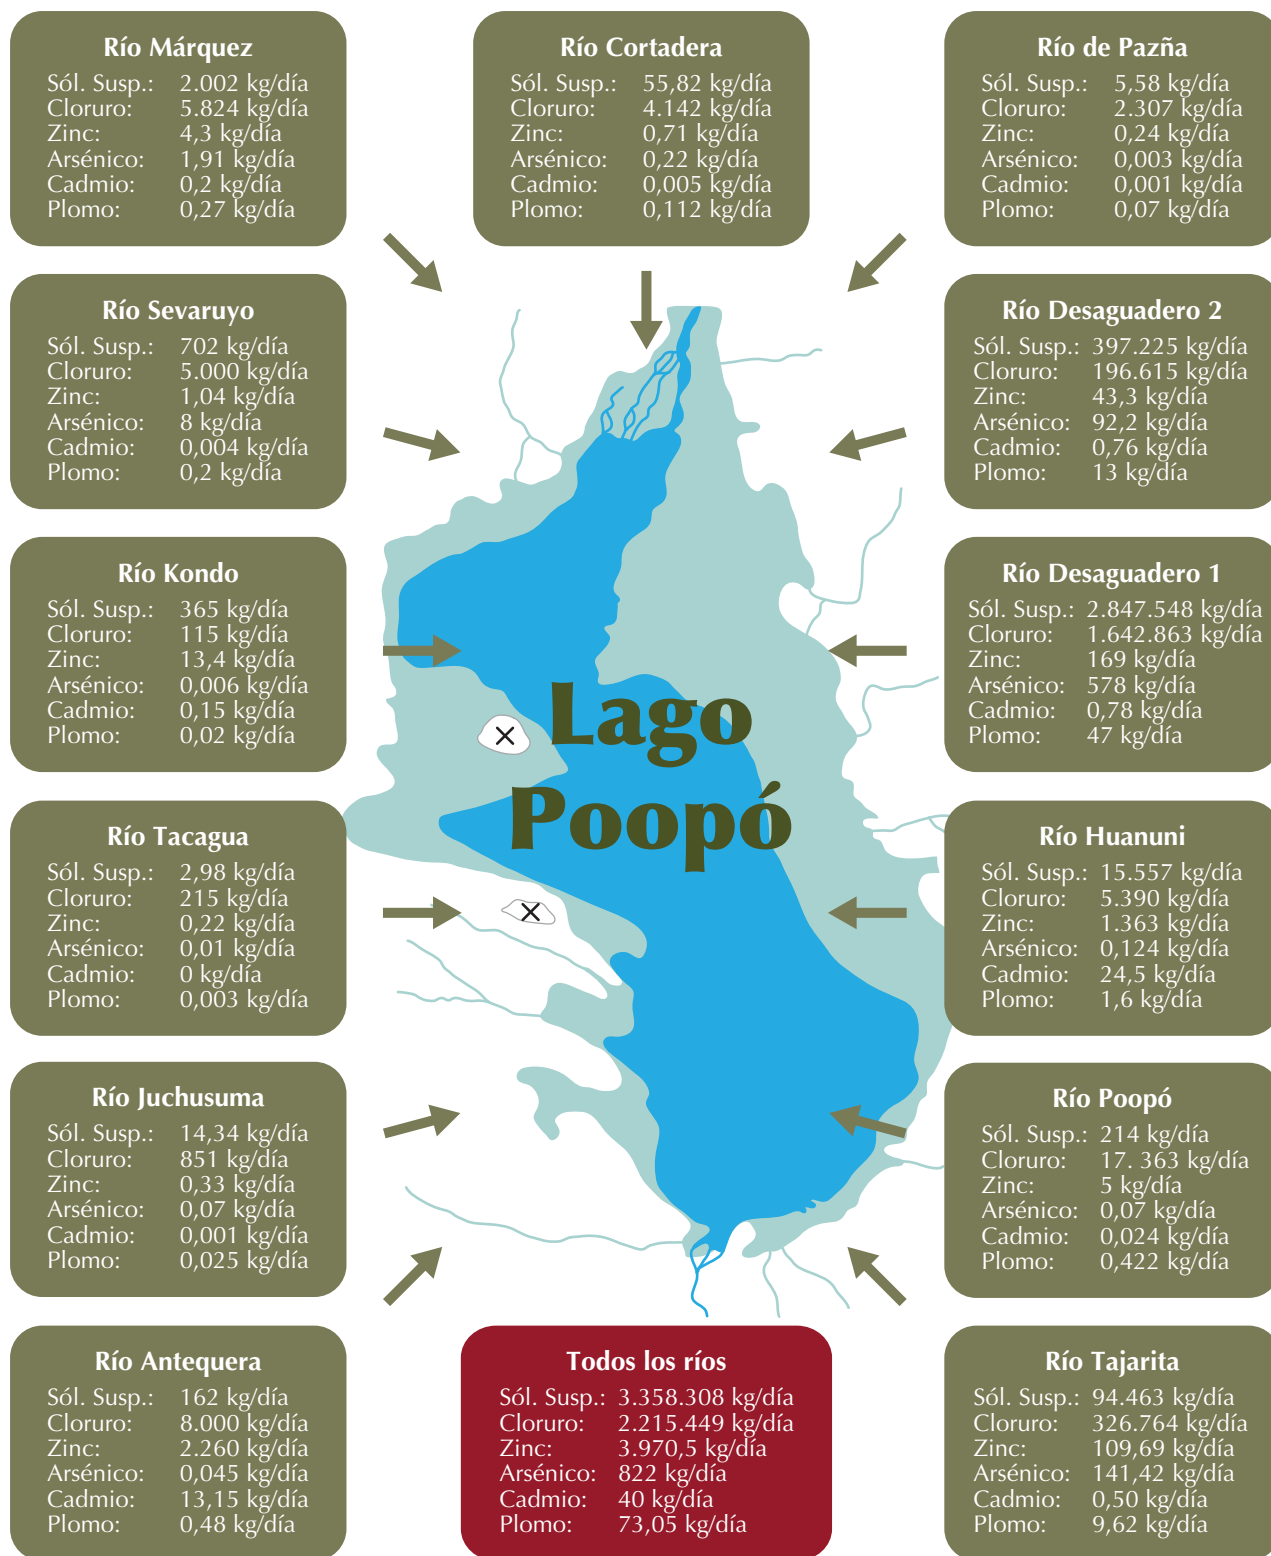 Río Márquez
Sól. Susp.: 2.002 kg/día
Cloruro: 5.824 kg/día
Zinc: 4,3 kg/día
Arsénico: 1,91 kg/día
Cadmio: 0,2 kg/día
Plomo: 0,27 kg/día
Río Cortadera
Sól. Susp.: 55,82 kg/día
Cloruro: 4.142 kg/día
Zinc: 0,71 kg/día
Arsénico: 0,22 kg/día
Cadmio: 0,005 kg/día
Plomo: 0,112 kg/día
Río de Pazña
Sól. Susp.: 5,58 kg/día
Cloruro: 2.307 kg/día
Zinc: 0,24 kg/día
Arsénico: 0,003 kg/día
Cadmio: 0,001 kg/día
Plomo: 0,07 kg/día
Río Sevaruyo
Sól. Susp.: 702 kg/día
Cloruro: 5.000 kg/día
Zinc: 1,04 kg/día
Arsénico: 8 kg/día
Cadmio: 0,004 kg/día
Plomo: 0,2 kg/día
Río Desaguadero 2
Sól. Susp.: 397.225 kg/día
Cloruro: 196.615 kg/día
Zinc: 43,3 kg/día
Arsénico: 92,2 kg/día
Cadmio: 0,76 kg/día
Plomo: 13 kg/día
Río Kondo
Sól. Susp.: 365 kg/día
Cloruro: 115 kg/día
Zinc: 13,4 kg/día
Arsénico: 0,006 kg/día
Cadmio: 0,15 kg/día
Plomo: 0,02 kg/día
Río Desaguadero 1
Sól. Susp.: 2.847.548 kg/día
Cloruro: 1.642.863 kg/día
Zinc: 169 kg/día
Arsénico: 578 kg/día
Cadmio: 0,78 kg/día
Plomo: 47 kg/día
Lago
Poopó
Río Tacagua
Sól. Susp.: 2,98 kg/día
Cloruro: 215 kg/día
Zinc: 0,22 kg/día
Arsénico: 0,01 kg/día
Cadmio: 0 kg/día
Plomo: 0,003 kg/día
Río Huanuni
Sól. Susp.: 15.557 kg/día
Cloruro: 5.390 kg/día
Zinc: 1.363 kg/día
Arsénico: 0,124 kg/día
Cadmio: 24,5 kg/día
Plomo: 1,6 kg/día
Río Juchusuma
Sól. Susp.: 14,34 kg/día
Cloruro: 851 kg/día
Zinc: 0,33 kg/día
Arsénico: 0,07 kg/día
Cadmio: 0,001 kg/día
Plomo: 0,025 kg/día
Río Poopó
Sól. Susp.: 214 kg/día
Cloruro: 17. 363 kg/día
Zinc: 5 kg/día
Arsénico: 0,07 kg/día
Cadmio: 0,024 kg/día
Plomo: 0,422 kg/día
Río Antequera
Sól. Susp.: 162 kg/día
Cloruro: 8.000 kg/día
Zinc: 2.260 kg/día
Arsénico: 0,045 kg/día
Cadmio: 13,15 kg/día
Plomo: 0,48 kg/día
Todos los ríos
Sól. Susp.: 3.358.308 kg/día
Cloruro: 2.215.449 kg/día
Zinc: 3.970,5 kg/día
Arsénico: 822 kg/día
Cadmio: 40 kg/día
Plomo: 73,05 kg/día
Río Tajarita
Sól. Susp.: 94.463 kg/día
Cloruro: 326.764 kg/día
Zinc: 109,69 kg/día
Arsénico: 141,42 kg/día
Cadmio: 0,50 kg/día
Plomo: 9,62 kg/día